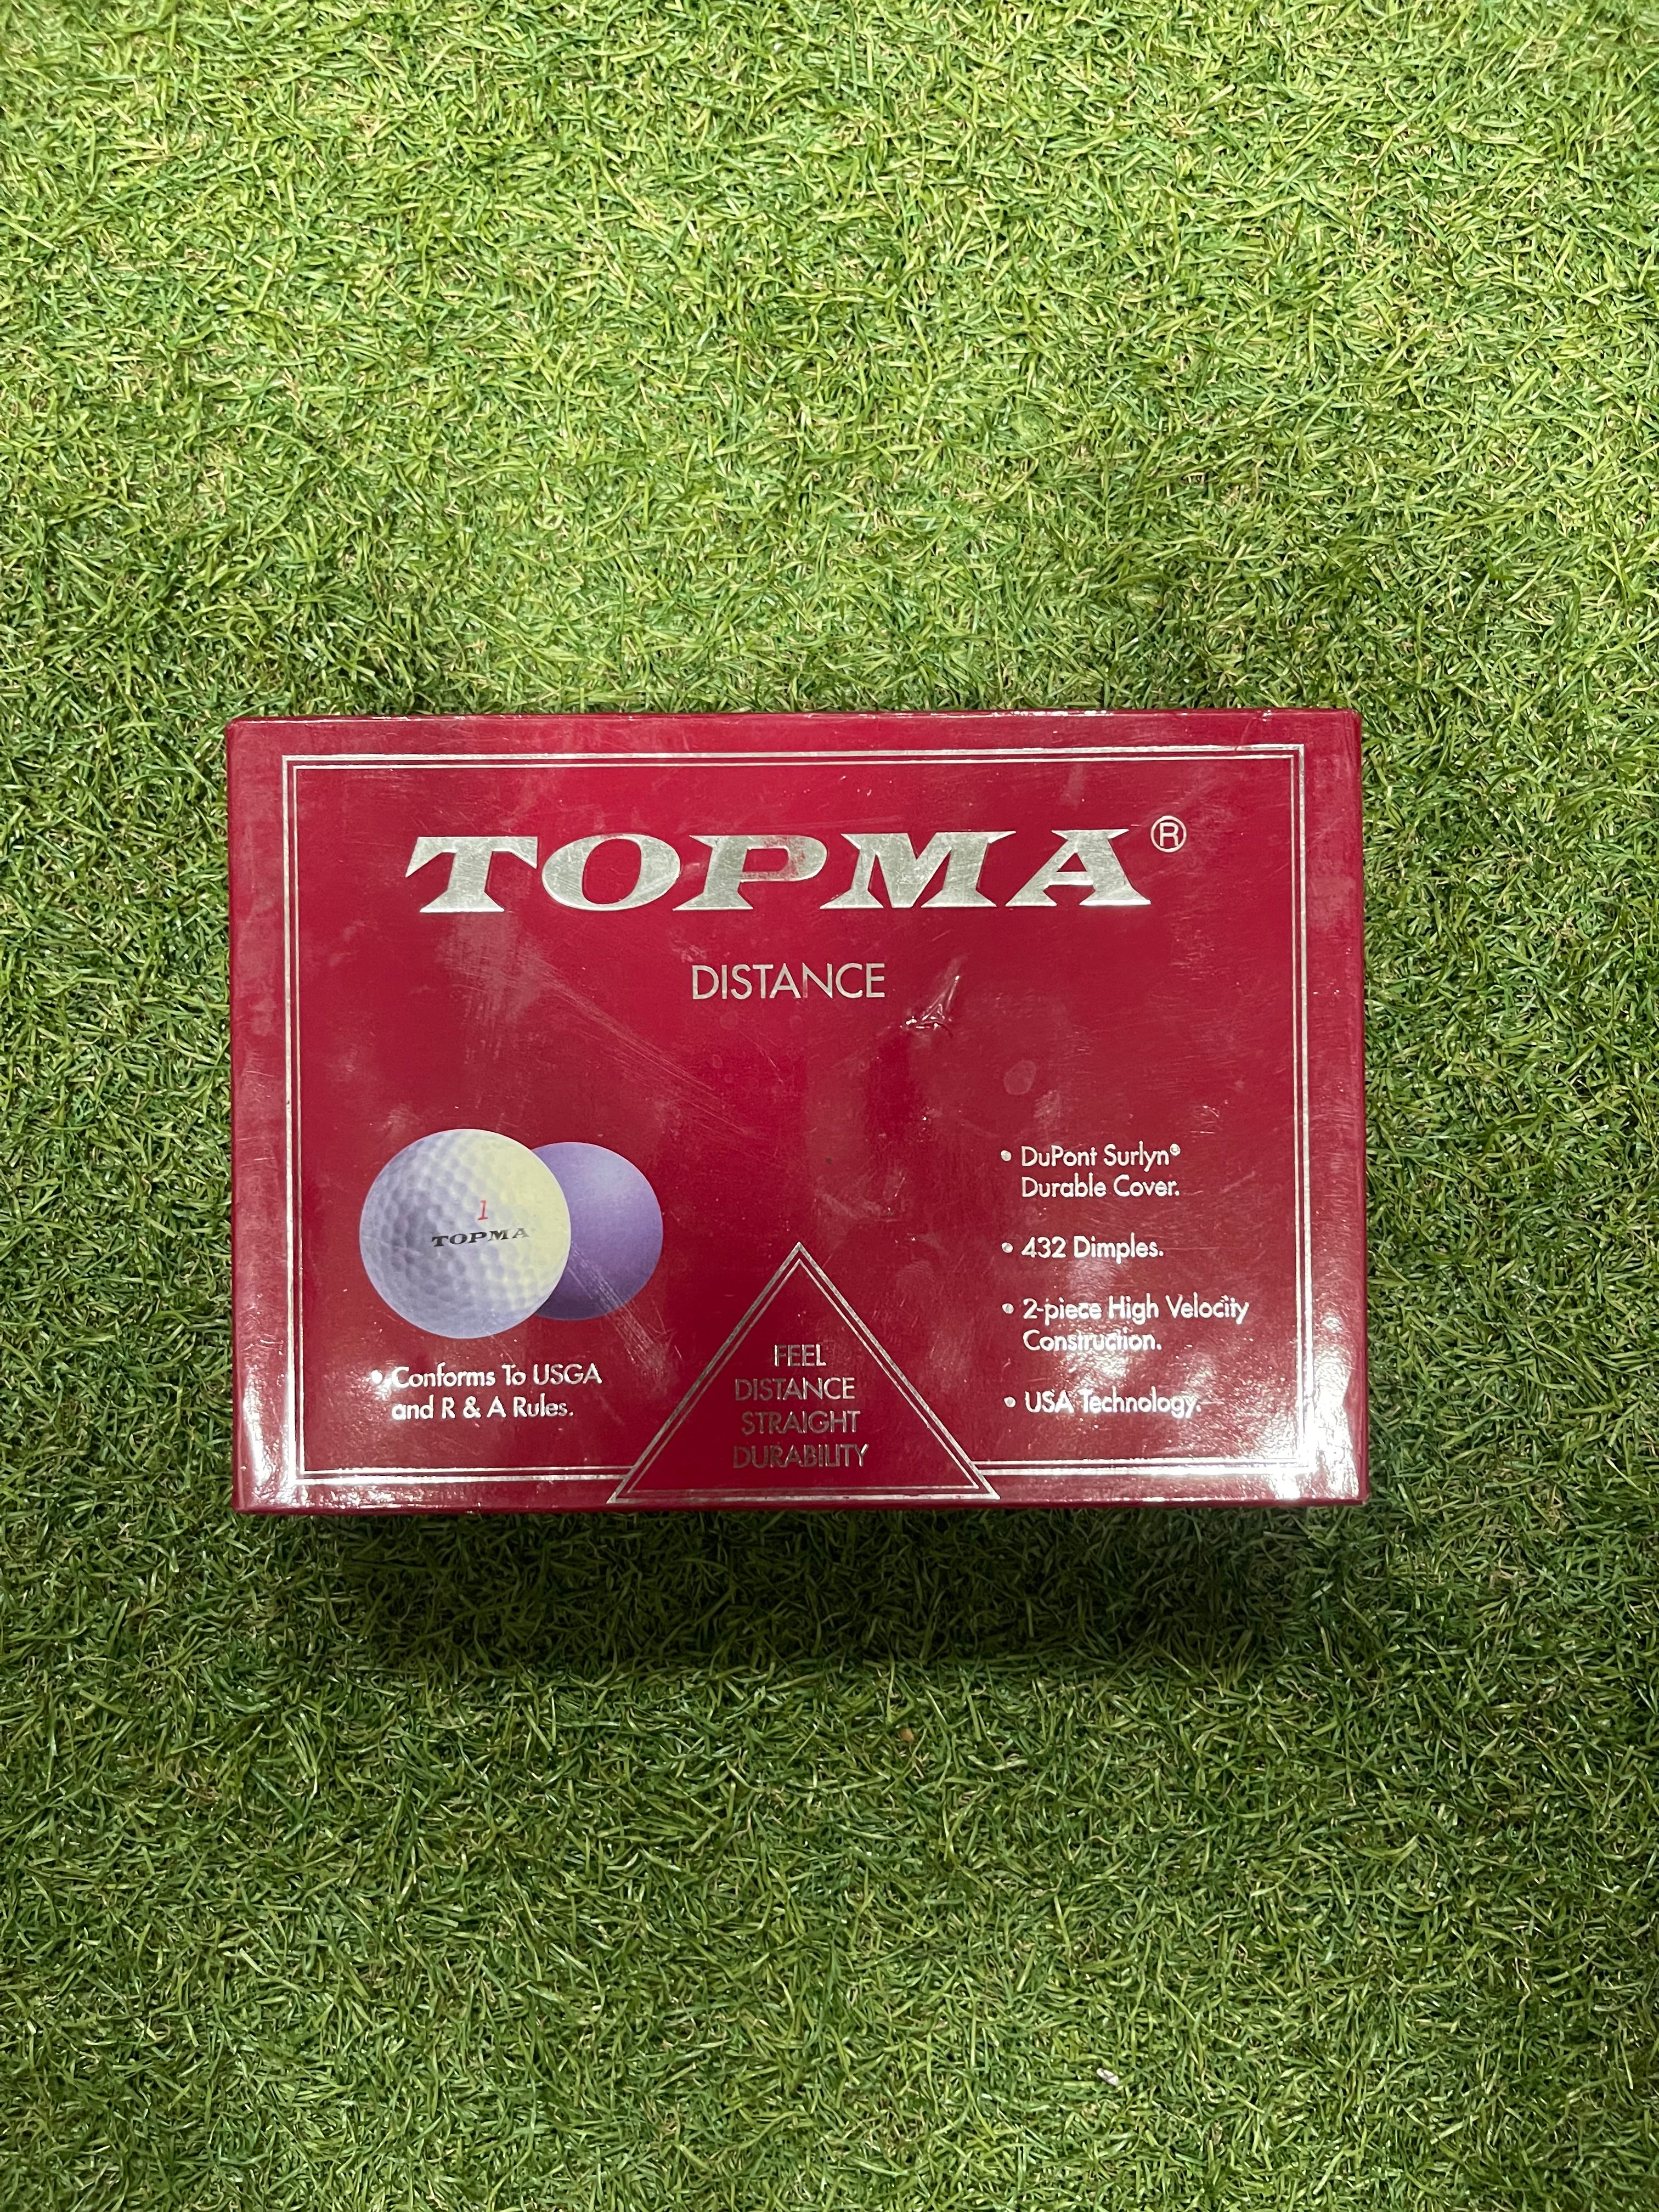 TOPMA®
DISTANCE
1
TOPMA
• Conforms To USGA
and R & A Rules.
FEEL
DISTANCE
STRAIGHT
DURABILITY
• DuPont Surlyn®
Durable Cover.
• 432 Dimples.
• 2-piece High Velocity
Construction.
• USA Technology.